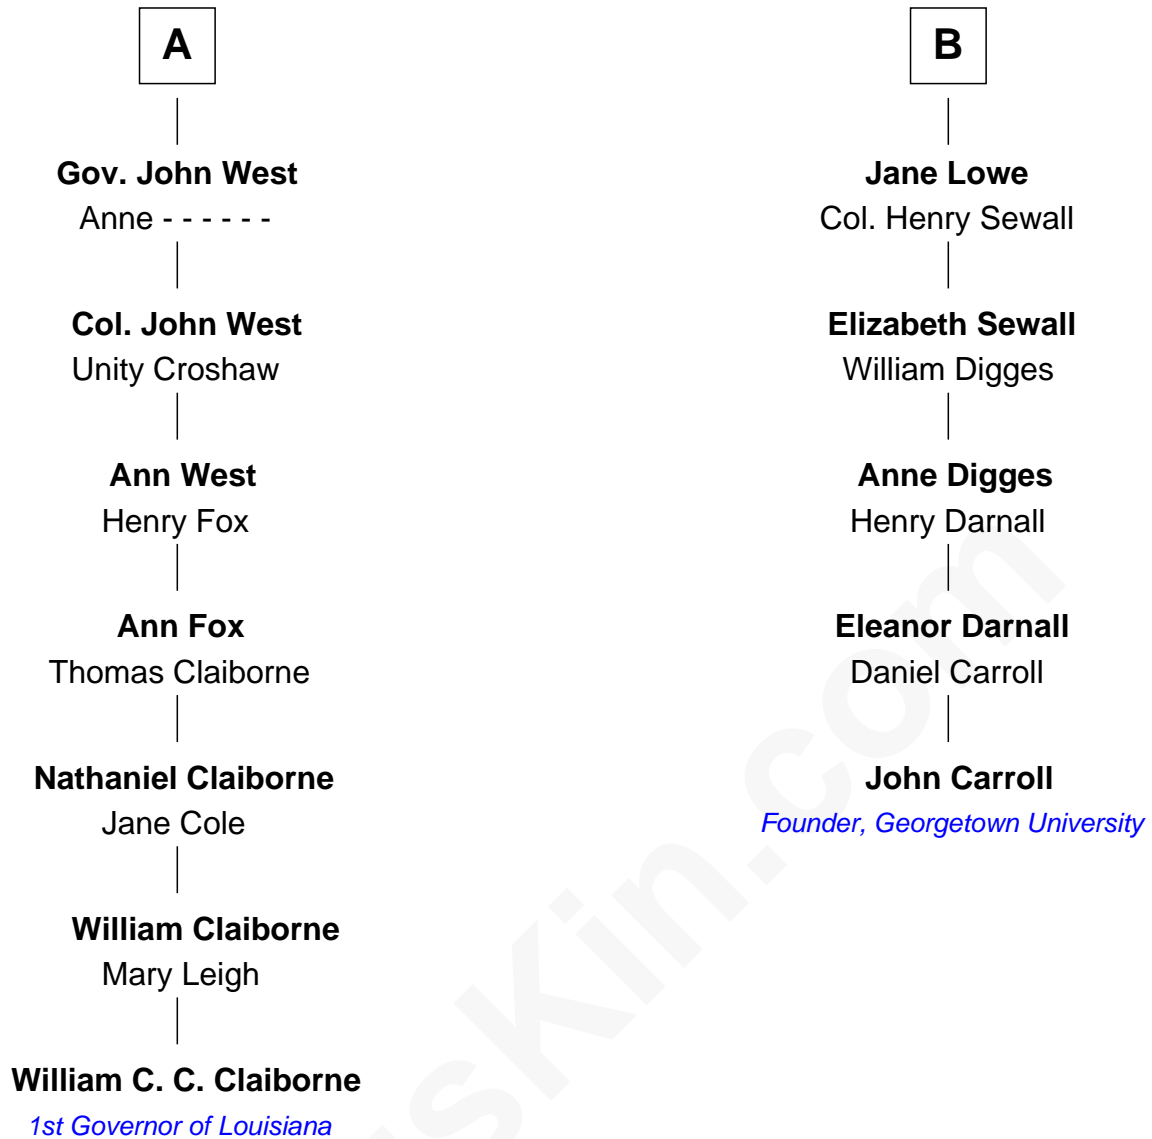 A
Gov. John West
Anne - - - - - -
Col. John West
Unity Croshaw
Ann West
Henry Fox
Ann Fox
Thomas Claiborne
Nathaniel Claiborne
Jane Cole
William Claiborne
Mary Leigh
William C. C. Claiborne
1st Governor of Louisiana
B
Jane Lowe
Col. Henry Sewall
Elizabeth Sewall
William Digges
Anne Digges
Henry Darnall
Eleanor Darnall
Daniel Carroll
John Carroll
Founder, Georgetown University
sKin.com